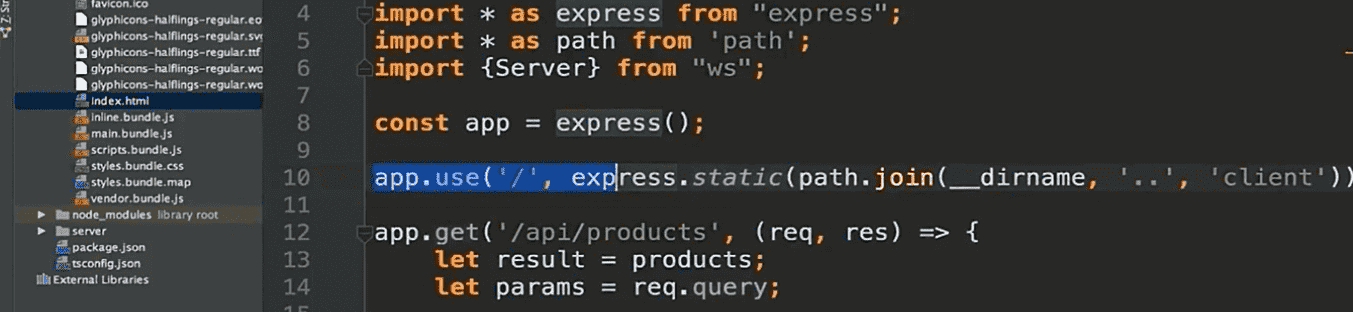 favicon.ico
glyphicons-halflings-regular.eo
glyphicons-halflings-regular.svg
glyphicons-halflings-regular.ttf
glyphicons-halflings-regular.wo
glyphicons-halflings-regular.wo
index.html
inline.bundle.js
main.bundle.js
scripts.bundle.js
styles.bundle.css
styles.bundle.map
vendor.bundle.js
node_modules library root
server
package.json
tsconfig.json
External Libraries
4 import * as express from "express";
5 import * as path from 'path';
6 import {Server} from "ws";
7
8 const app = express();
9
10 app.use('/', express.static(path.join(__dirname, '..', 'client'))
11
12 app.get('/api/products', (req, res) => {
13 let result = products;
14 let params = req.query;